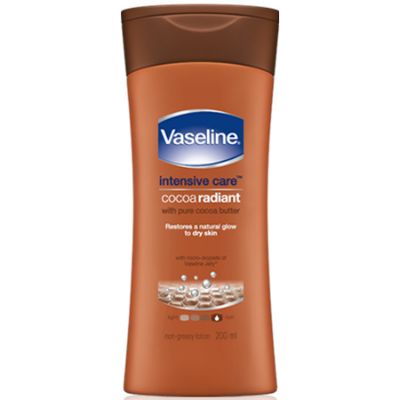 Vaseline
intensive care™
cocoa radiant
with pure cocoa butter
Restores a natural glow
to dry skin
with micro-droplets of
Vaseline Jelly
light
rich
non-greasy lotion 200 ml